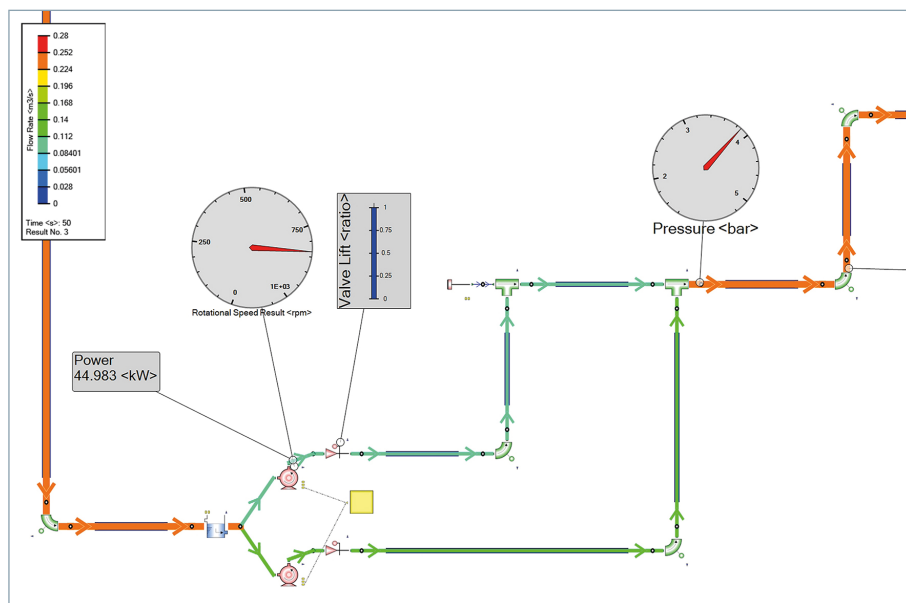 0.28
0.252
0.224
0.196
0.168
0.14
0.112
0.08401
0.05601
0.028
0
Flow Rate <m3/s>
Time <s>: 50
Result No. 3
500
250
750
0
1E+03
Rotational Speed Result <rpm>
Valve Lift <ratio>
1
0.75
0.5
0.25
0
3
4
2
5
Pressure <bar>
Power
44.983 <kW>